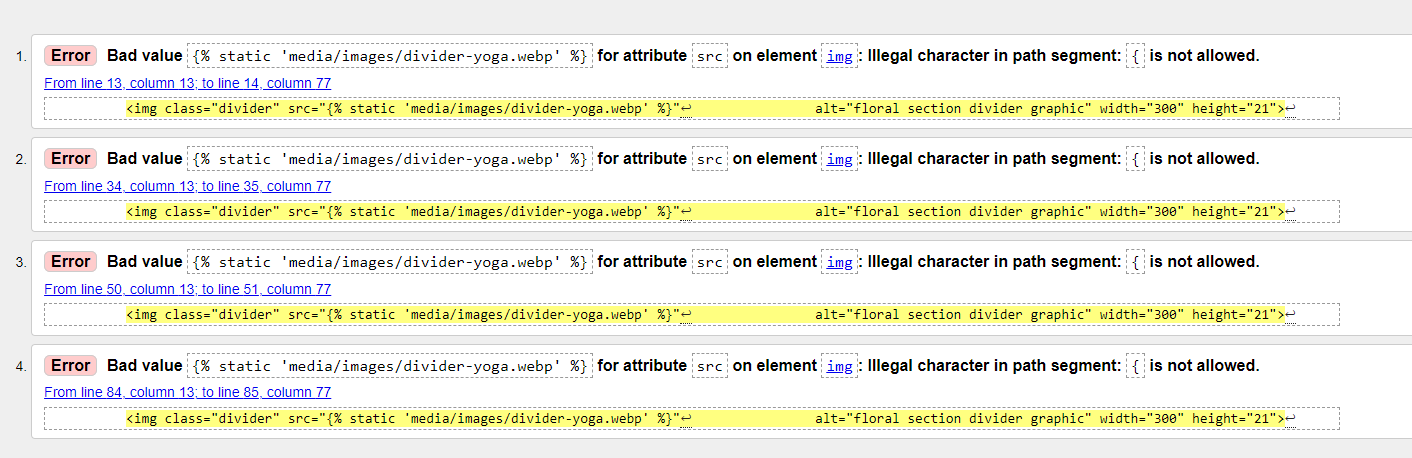 1. Error Bad value {% static 'media/images/divider-yoga.webp' %} for attribute src on element img: Illegal character in path segment: { is not allowed.
From line 13, column 13; to line 14, column 77
<img class="divider" src="{% static 'media/images/divider-yoga.webp' %}"↩ alt="floral section divider graphic" width="300" height="21">↩
2. Error Bad value {% static 'media/images/divider-yoga.webp' %} for attribute src on element img: Illegal character in path segment: { is not allowed.
From line 34, column 13; to line 35, column 77
<img class="divider" src="{% static 'media/images/divider-yoga.webp' %}"↩ alt="floral section divider graphic" width="300" height="21">↩
3. Error Bad value {% static 'media/images/divider-yoga.webp' %} for attribute src on element img: Illegal character in path segment: { is not allowed.
From line 50, column 13; to line 51, column 77
<img class="divider" src="{% static 'media/images/divider-yoga.webp' %}"↩ alt="floral section divider graphic" width="300" height="21">↩
4. Error Bad value {% static 'media/images/divider-yoga.webp' %} for attribute src on element img: Illegal character in path segment: { is not allowed.
From line 84, column 13; to line 85, column 77
<img class="divider" src="{% static 'media/images/divider-yoga.webp' %}"↩ alt="floral section divider graphic" width="300" height="21">↩